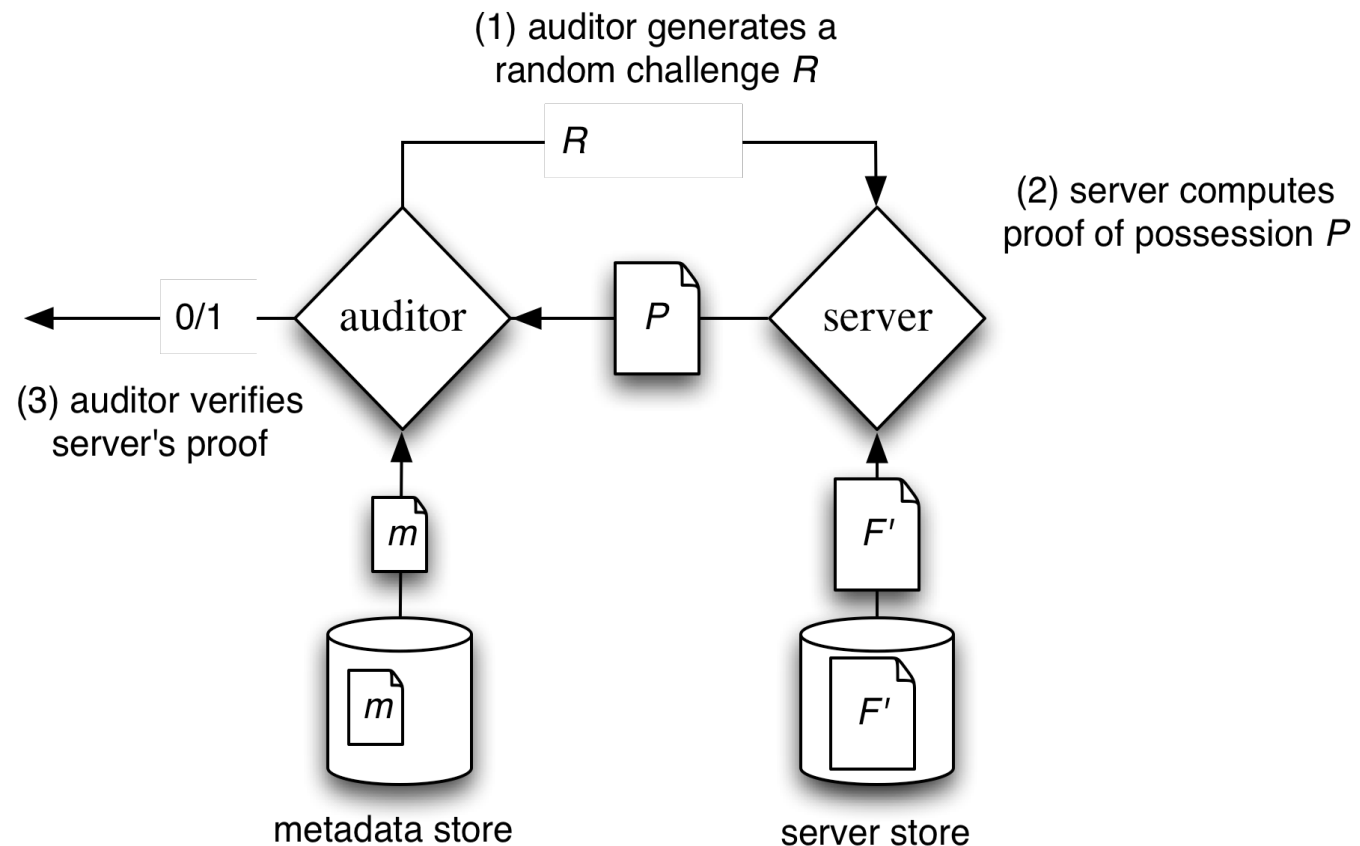 (1) auditor generates a
random challenge R
R
(2) server computes
proof of possession P
0/1
auditor
P
server
(3) auditor verifies
server's proof
m
F'
m
F'
metadata store
server store